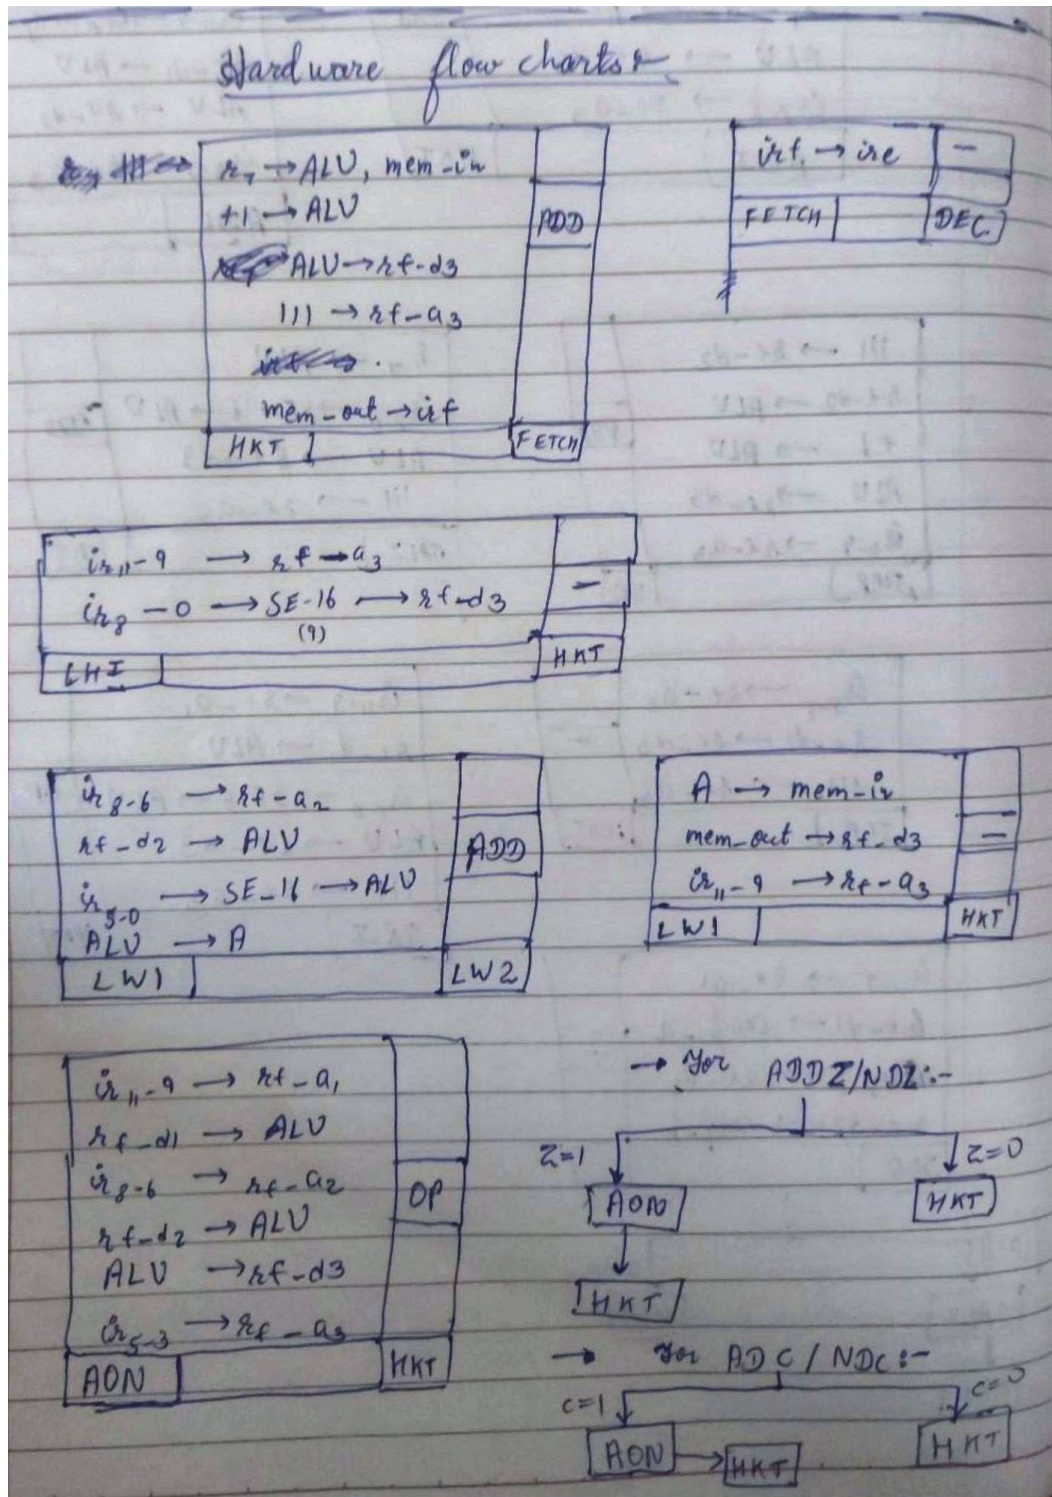 Hardware flow charts
r7 → ALU, mem-in
+1 → ALU
ADD
ALU → rf-d3
111 → rf-a3
mem_out → irf
HKT
FETCH
irf → ire
-
FETCH
DEC
ir11-9 → rf-a3
ir8-0 → SE-16 → rf-d3
(9)
-
LHI
HKT
ir8-6 → rf-a2
rf-d2 → ALU
ADD
ir5-0 → SE-16 → ALU
ALU → A
LW1
LW2
A → mem-in
mem_out → rf-d3
-
ir11-9 → rf-a3
LW1
HKT
ir11-9 → rf-a1
rf-d1 → ALU
ir8-6 → rf-a2
OP
rf-d2 → ALU
ALU → rf-d3
ir5-3 → rf-a3
AON
HKT
→ For ADDZ/NDZ:-
Z=1
Z=0
AON
HKT
HKT
→ For ADC/NDC:-
C=1
C=0
AON → HKT
HKT